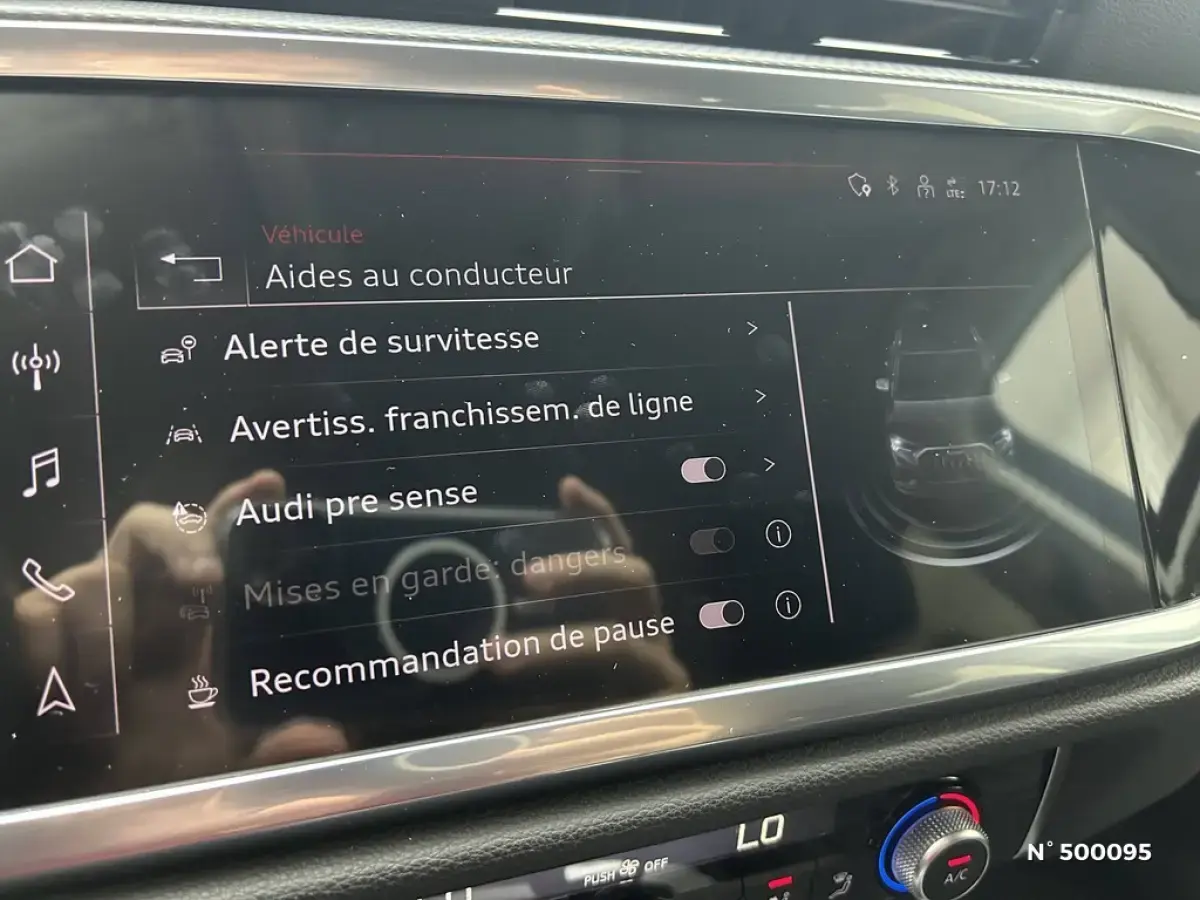 17:12
Véhicule
Aides au conducteur
Alerte de survitesse
Avertiss. franchissem. de ligne
Audi pre sense
Mises en garde: dangers
Recommandation de pause
LO
PUSH OFF
A/C
N° 500095